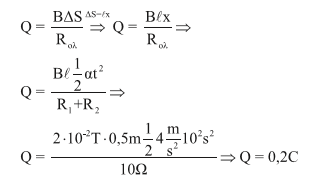 Q = BΔS/R_ολ ⇒^(ΔS=ℓx) Q = Bℓx/R_ολ ⇒
Q = Bℓ 1/2 αt²/(R₁+R₂) ⇒
Q = 2·10⁻²T·0,5m 1/2 4 m/s² 10²s²/10Ω ⇒ Q = 0,2C